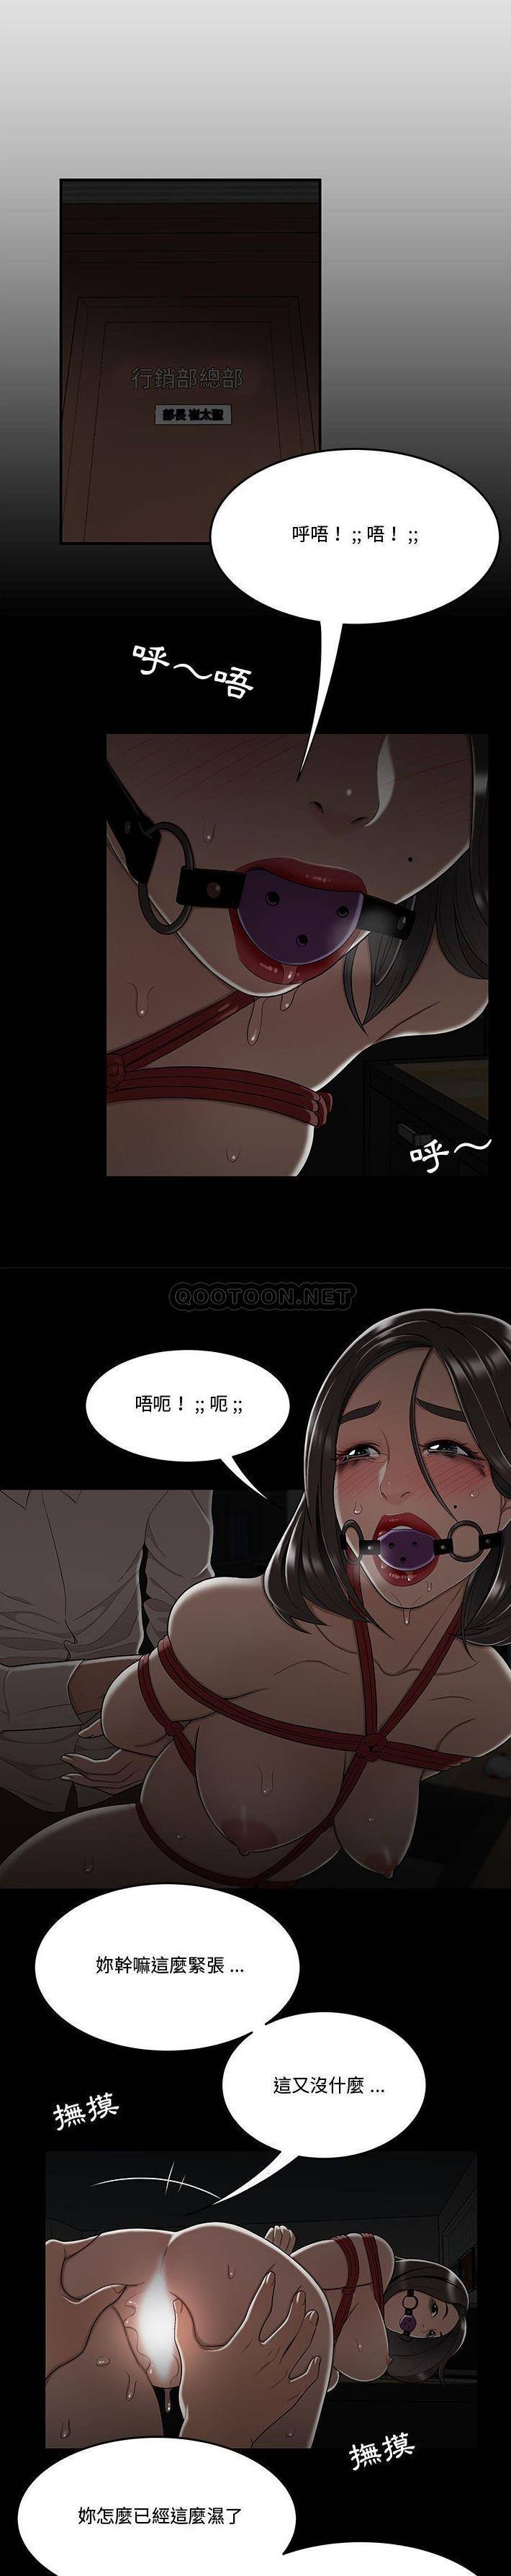 行銷部總部
部長 崔太聖
呼唔！;; 唔！;;
呼～唔
呼～
QOOTOON.NET
唔呃！;; 呃 ;;
妳幹嘛這麼緊張 ...
這又沒什麼 ...
撫摸
撫摸
妳怎麼已經這麼濕了